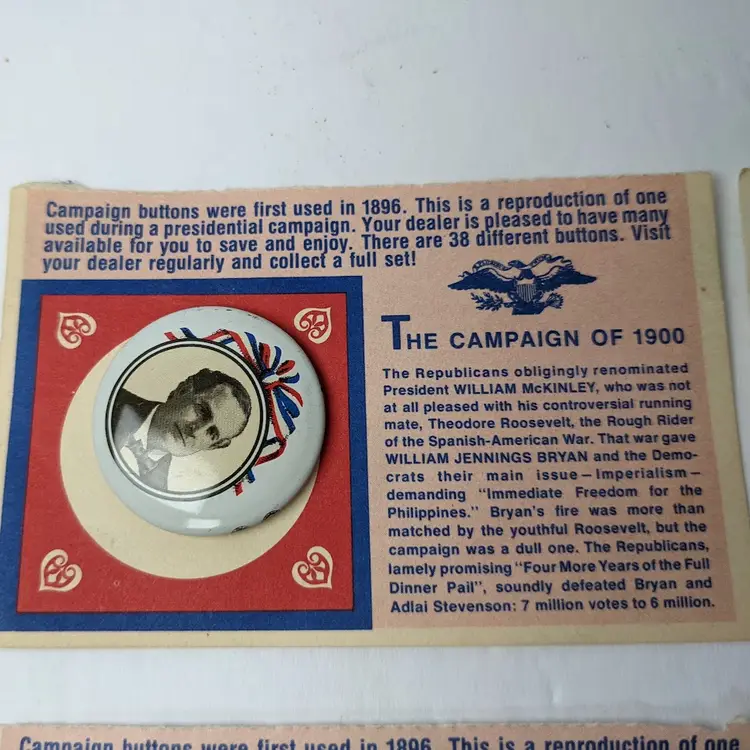 Campaign buttons were first used in 1896. This is a reproduction of one
used during a presidential campaign. Your dealer is pleased to have many
available for you to save and enjoy. There are 38 different buttons. Visit
your dealer regularly and collect a full set!
THE CAMPAIGN OF 1900
The Republicans obligingly renominated
President WILLIAM McKINLEY, who was not
at all pleased with his controversial running
mate, Theodore Roosevelt, the Rough Rider
of the Spanish-American War. That war gave
WILLIAM JENNINGS BRYAN and the Demo-
crats their main issue – Imperialism –
demanding "Immediate Freedom for the
Philippines." Bryan's fire was more than
matched by the youthful Roosevelt, but the
campaign was a dull one. The Republicans,
lamely promising "Four More Years of the Full
Dinner Pail", soundly defeated Bryan and
Adlai Stevenson: 7 million votes to 6 million.
Campaign buttons were first used in 1896. This is a reproduction of one